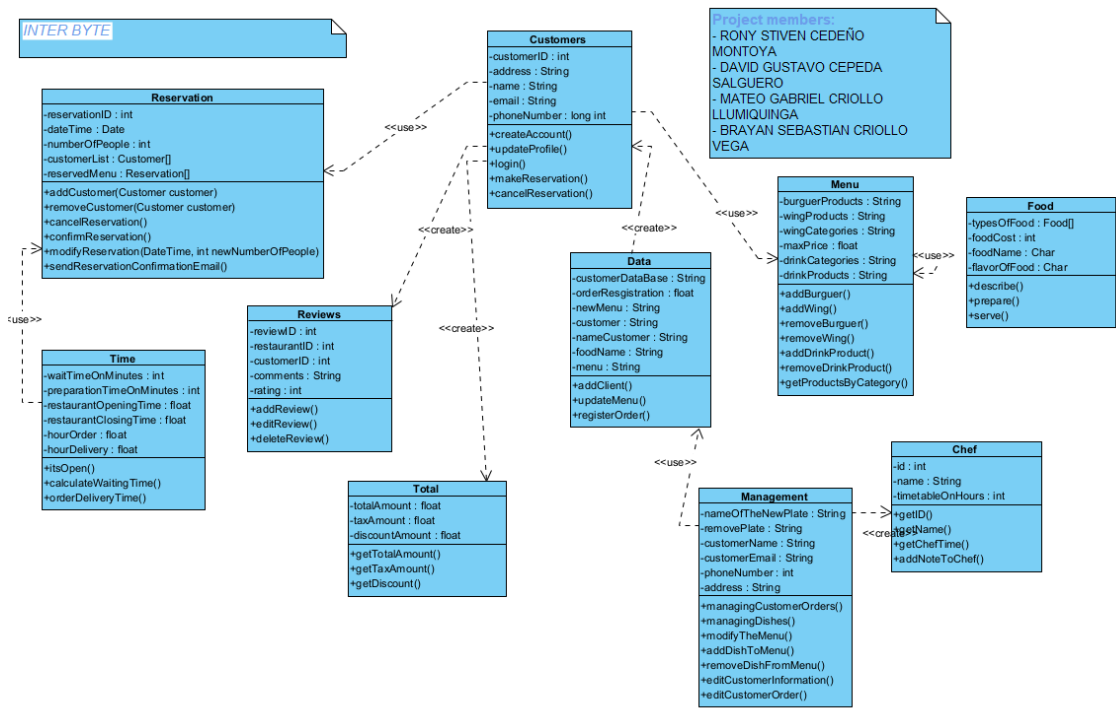 INTER BYTE
Project members:
- RONY STIVEN CEDEÑO
MONTOYA
- DAVID GUSTAVO CEPEDA
SALGUERO
- MATEO GABRIEL CRIOLLO
LLUMIQUINGA
- BRAYAN SEBASTIAN CRIOLLO
VEGA
Customers
-customerID : int
-address : String
-name : String
-email : String
-phoneNumber : long int
+createAccount()
+updateProfile()
+login()
+makeReservation()
+cancelReservation()
Reservation
-reservationID : int
-dateTime : Date
-numberOfPeople : int
-customerList : Customer[]
-reservedMenu : Reservation[]
+addCustomer(Customer customer)
+removeCustomer(Customer customer)
+cancelReservation()
+confirmReservation()
+modifyReservation(DateTime, int newNumberOfPeople)
+sendReservationConfirmationEmail()
<<use>>
<<use>>
<<create>>
<<create>>
Menu
-burguerProducts : String
-wingProducts : String
-wingCategories : String
-maxPrice : float
-drinkCategories : String
-drinkProducts : String
+addBurguer()
+addWing()
+removeBurguer()
+removeWing()
+addDrinkProduct()
+removeDrinkProduct()
+getProductsByCategory()
<<use>>
Food
-typesOfFood : Food[]
-foodCost : int
-foodName : Char
-flavorOfFood : Char
+describe()
+prepare()
+serve()
Data
-customerDataBase : String
-orderResgistration : float
-newMenu : String
-customer : String
-nameCustomer : String
-foodName : String
-menu : String
+addClient()
+updateMenu()
+registerOrder()
Reviews
-reviewID : int
-restaurantID : int
-customerID : int
-comments : String
-rating : int
+addReview()
+editReview()
+deleteReview()
<<create>>
<use>>
Time
-waitTimeOnMinutes : int
-preparationTimeOnMinutes : int
-restaurantOpeningTime : float
-restaurantClosingTime : float
-hourOrder : float
-hourDelivery : float
+itsOpen()
+calculateWaitingTime()
+orderDeliveryTime()
Total
-totalAmount : float
-taxAmount : float
-discountAmount : float
+getTotalAmount()
+getTaxAmount()
+getDiscount()
<<use>>
Management
-nameOfTheNewPlate : String
-removePlate : String
-customerName : String
-customerEmail : String
-phoneNumber : int
-address : String
+managingCustomerOrders()
+managingDishes()
+modifyTheMenu()
+addDishToMenu()
+removeDishFromMenu()
+editCustomerInformation()
+editCustomerOrder()
Chef
-id : int
-name : String
-timetableOnHours : int
+getID()
+getName()
<<create>>
+getChefTime()
+addNoteToChef()